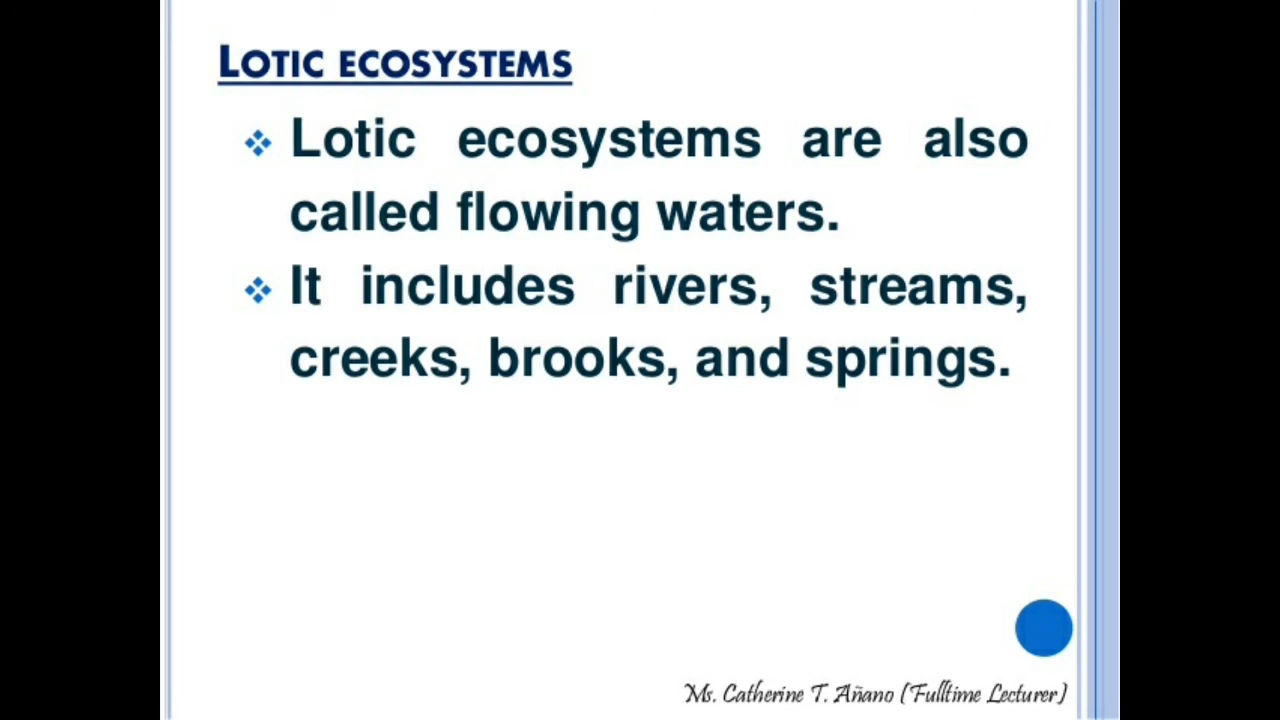 LOTIC ECOSYSTEMS
Lotic ecosystems are also
called flowing waters.
It includes rivers, streams,
creeks, brooks, and springs.
Ms. Catherine T. Añano (Fulltime Lecturer)